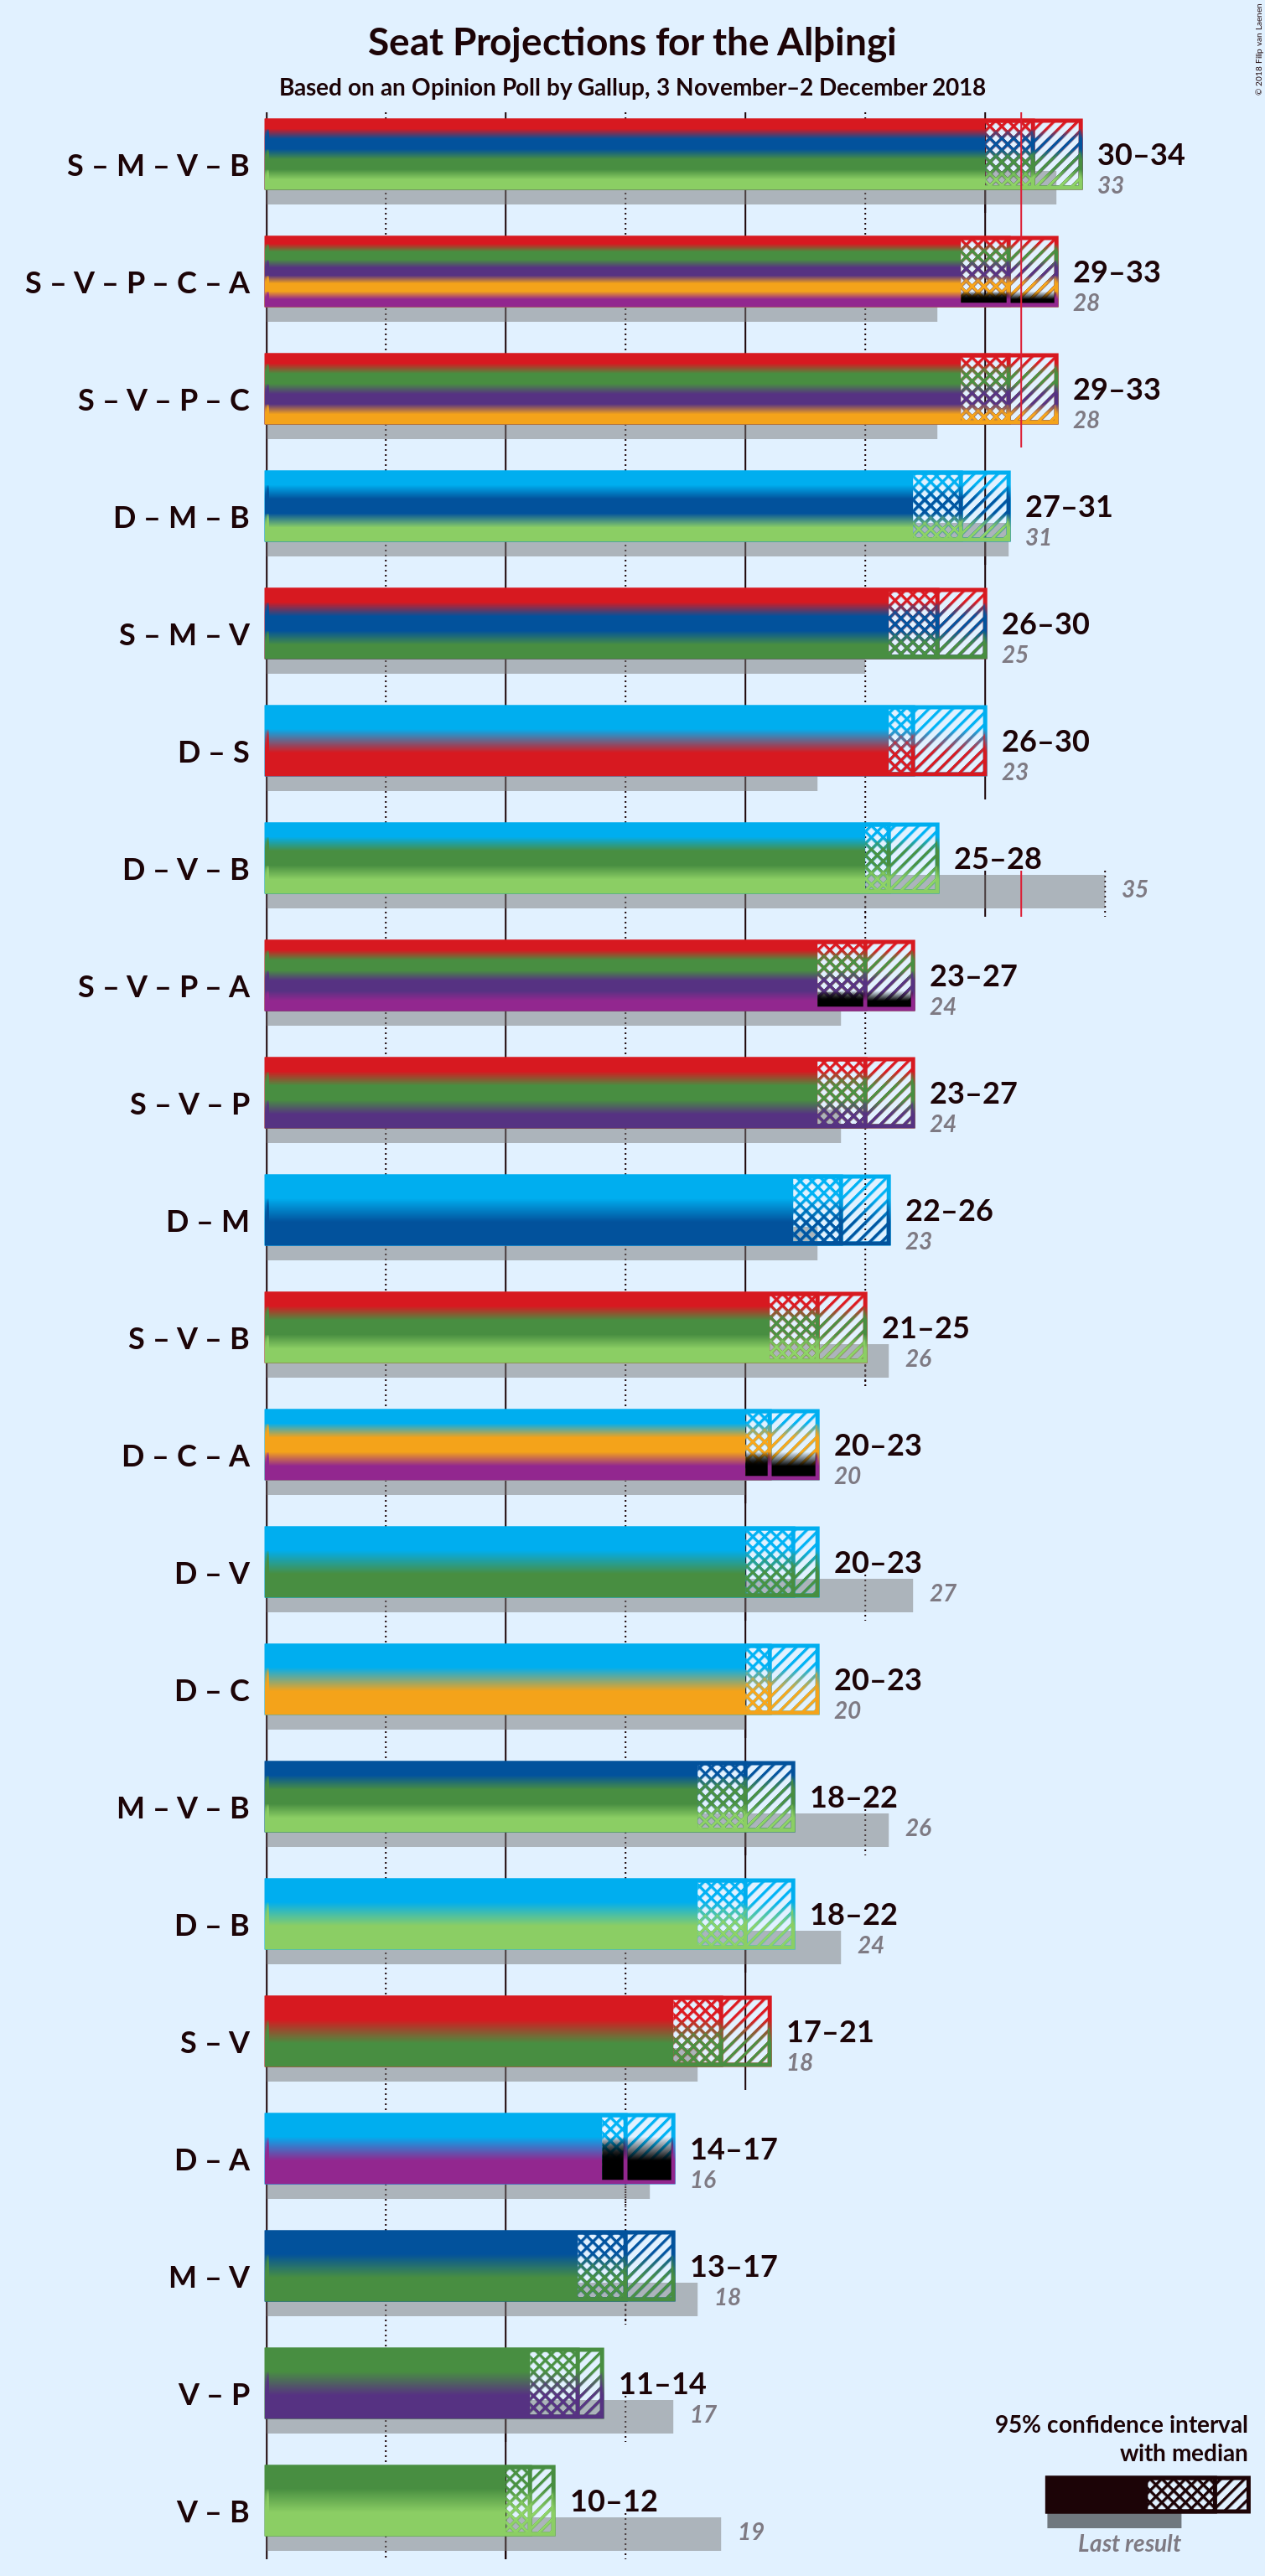 Seat Projections for the Alþingi
Based on an Opinion Poll by Gallup, 3 November–2 December 2018
© 2018 Filip van Laenen
S – M – V – B
30–34
33
S – V – P – C – A
29–33
28
S – V – P – C
29–33
28
D – M – B
27–31
31
S – M – V
26–30
25
D – S
26–30
23
D – V – B
25–28
35
S – V – P – A
23–27
24
S – V – P
23–27
24
D – M
22–26
23
S – V – B
21–25
26
D – C – A
20–23
20
D – V
20–23
27
D – C
20–23
20
M – V – B
18–22
26
D – B
18–22
24
S – V
17–21
18
D – A
14–17
16
M – V
13–17
18
V – P
11–14
17
V – B
10–12
19
95% confidence interval
with median
Last result